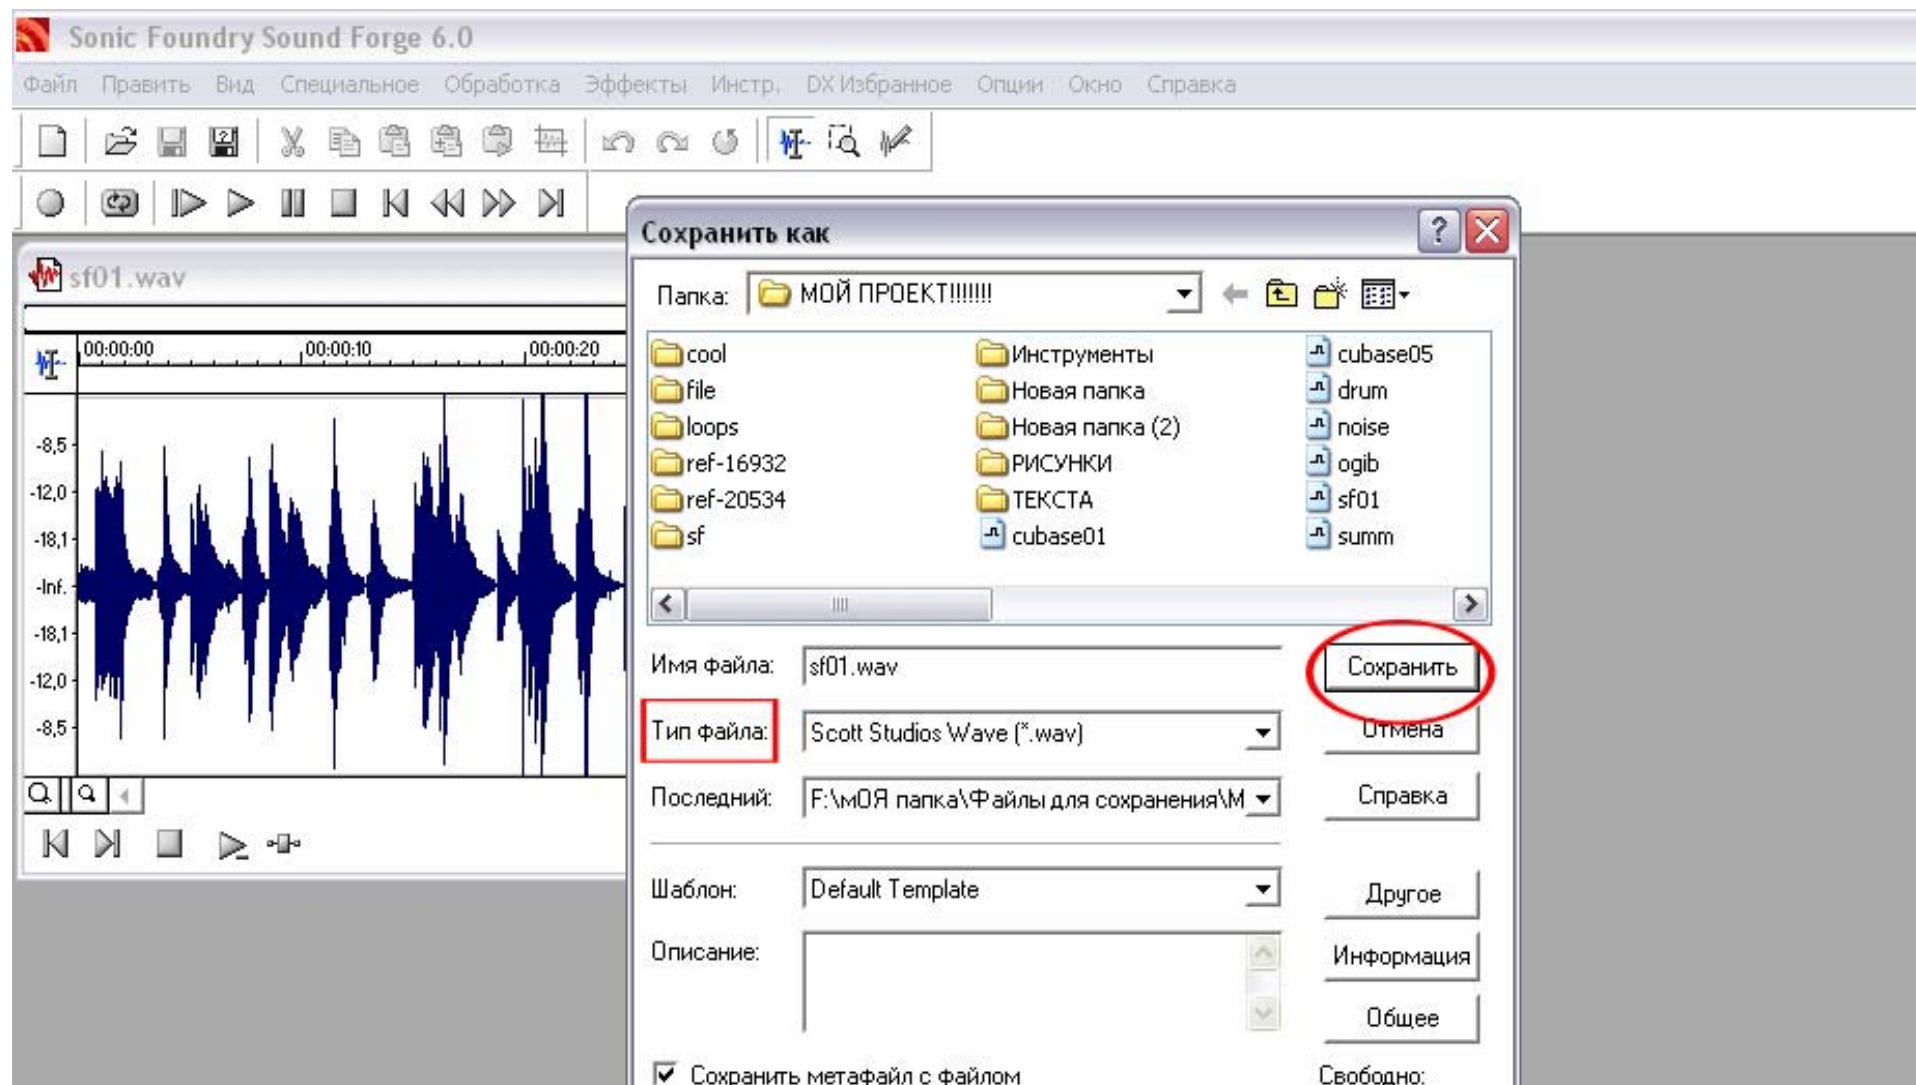 Sonic Foundry Sound Forge 6.0
Файл Править Вид Специальное Обработка Эффекты Инстр. DX Избранное Опции Окно Справка
sf01.wav
00:00:00 00:00:10 00:00:20
-8,5
-12,0
-18,1
-Inf.
-18,1
-12,0
-8,5
Сохранить как
Папка: МОЙ ПРОЕКТ!!!!!!!
cool Инструменты cubase05
file Новая папка drum
loops Новая папка (2) noise
ref-16932 РИСУНКИ ogib
ref-20534 ТЕКСТА sf01
sf cubase01 summ
Имя файла: sf01.wav Сохранить
Тип файла: Scott Studios Wave (*.wav) Отмена
Последний: F:\мОЯ папка\Файлы для сохранения\М Справка
Шаблон: Default Template Другое
Описание: Информация
Общее
Сохранить метафайл с файлом Свободно: